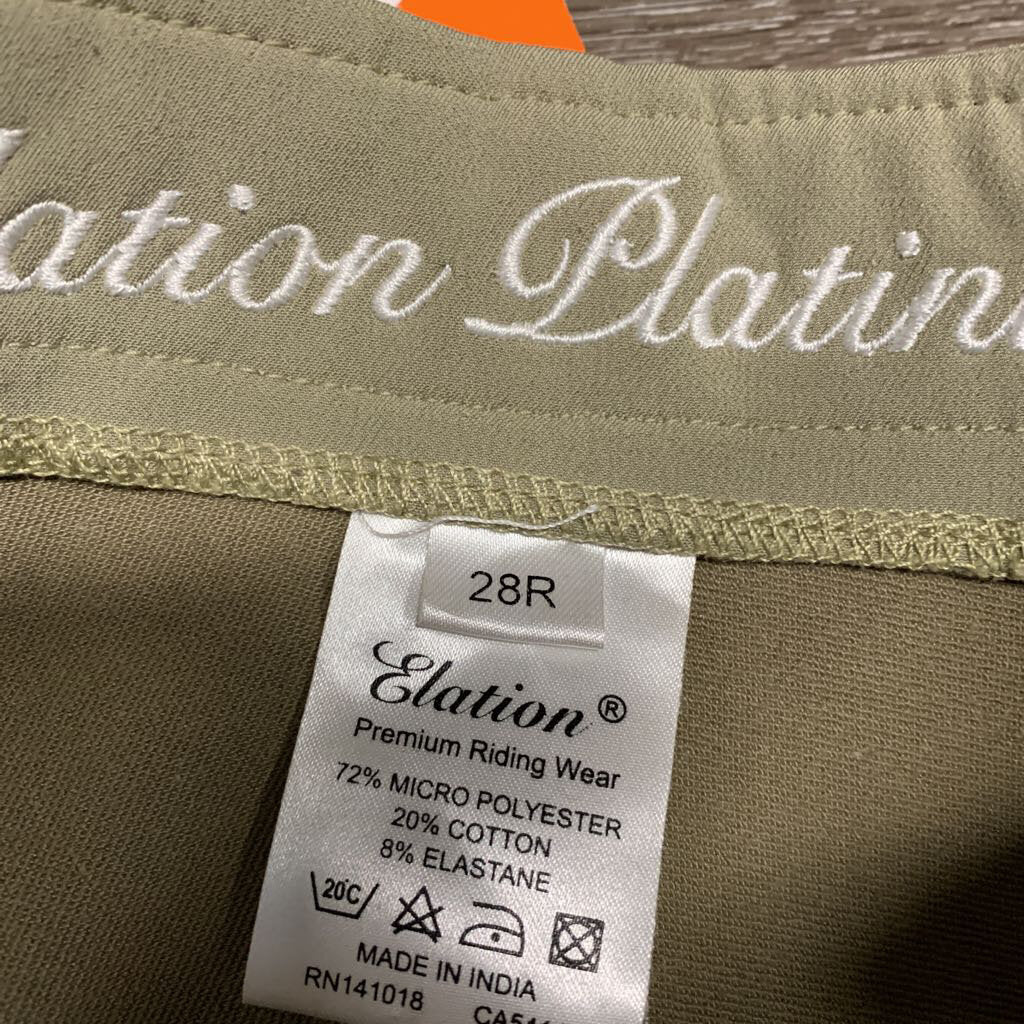 lation Platin
28R
Elation®
Premium Riding Wear
72% MICRO POLYESTER
20% COTTON
8% ELASTANE
20°C
MADE IN INDIA
RN141018